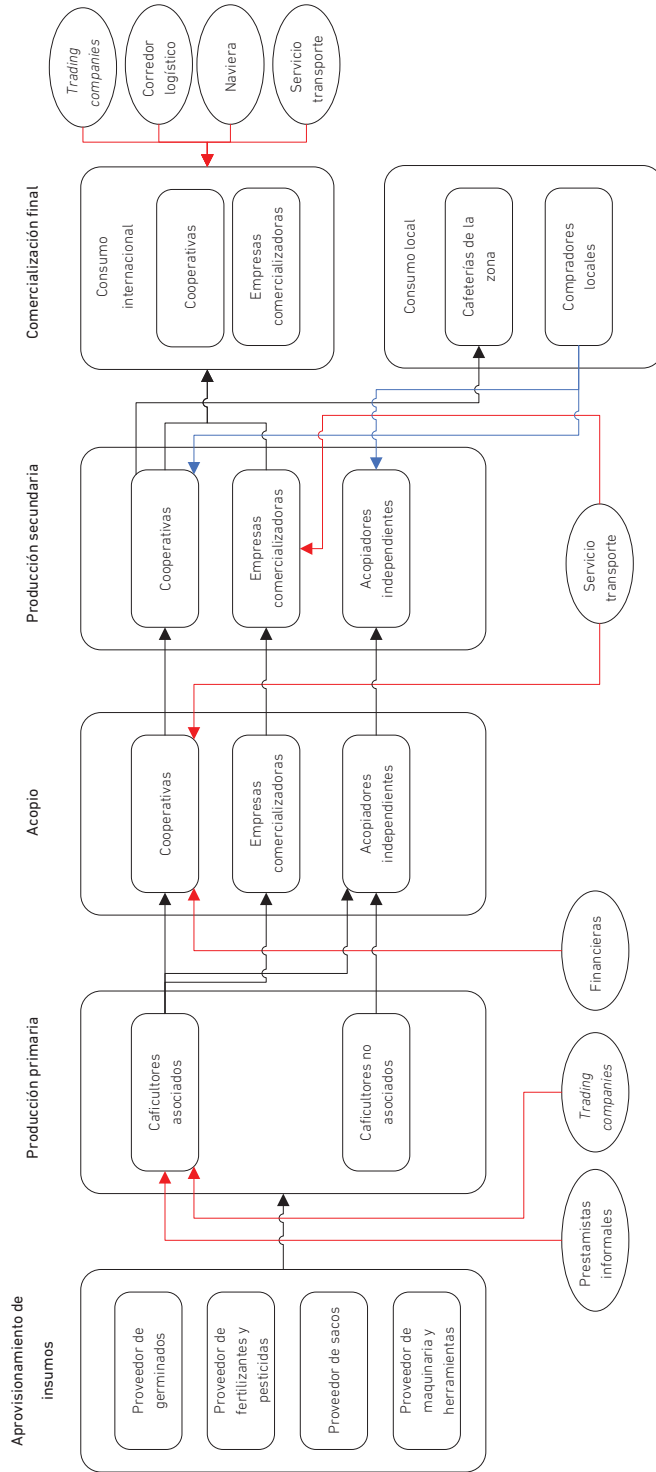 Aprovisionamiento de
insumos
Proveedor de
germinados
Proveedor de
fertilizantes y
pesticidas
Proveedor de sacos
Proveedor de
maquinaria y
herramientas
Producción primaria
Caficultores
asociados
Caficultores no
asociados
Prestamistas
informales
Trading
companies
Acopio
Cooperativas
Empresas
comercializadoras
Acopiadores
independientes
Financieras
Producción secundaria
Cooperativas
Empresas
comercializadoras
Acopiadores
independientes
Servicio
transporte
Comercialización final
Consumo
internacional
Cooperativas
Empresas
comercializadoras
Consumo local
Cafeterías de la
zona
Compradores
locales
Trading
companies
Corredor
logístico
Naviera
Servicio
transporte